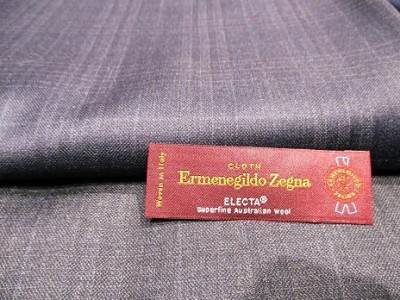 Woven in Italy
CLOTH
Ermenegildo Zegna
ELECTA®
Superfine Australian Wool